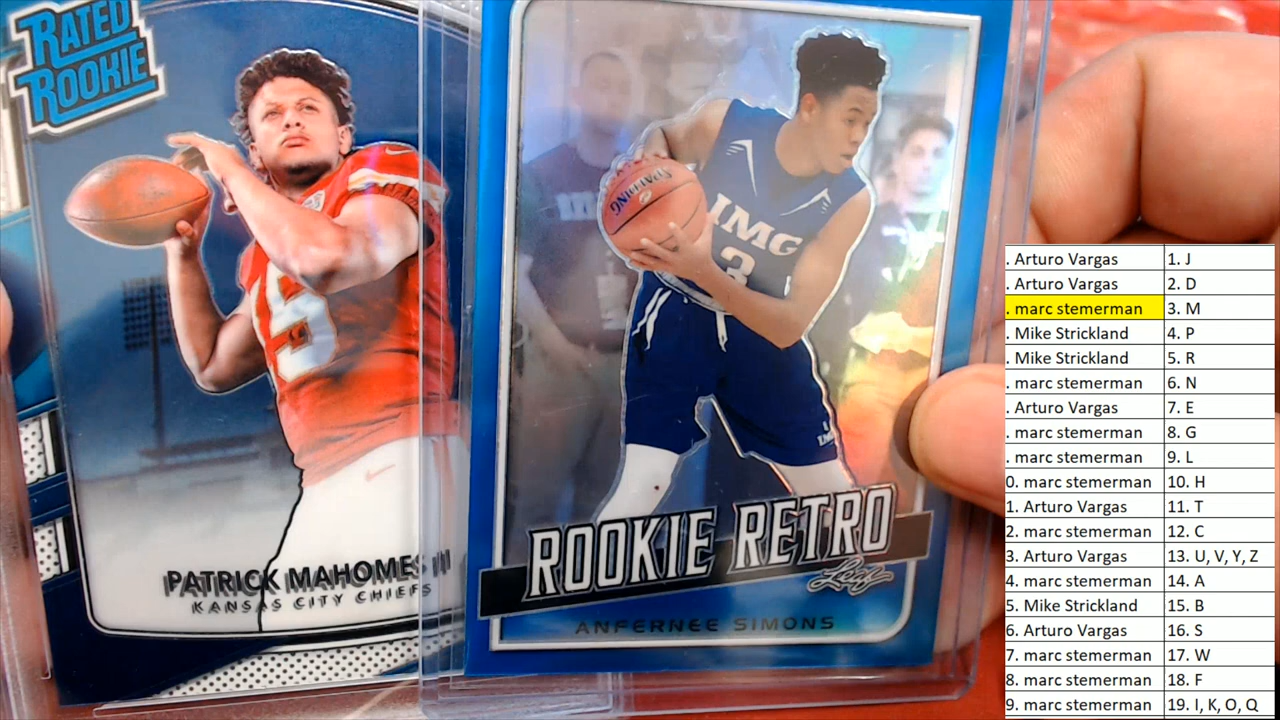 RATED
ROOKIE
15
PATRICK MAHOMES II
KANSAS CITY CHIEFS
SPALDING
IMG
3
IMG
ROOKIE RETRO
Leaf
ANFERNEE SIMONS
. Arturo Vargas 1. J
. Arturo Vargas 2. D
. marc stemerman 3. M
. Mike Strickland 4. P
. Mike Strickland 5. R
. marc stemerman 6. N
. Arturo Vargas 7. E
. marc stemerman 8. G
. marc stemerman 9. L
0. marc stemerman 10. H
1. Arturo Vargas 11. T
2. marc stemerman 12. C
3. Arturo Vargas 13. U, V, Y, Z
4. marc stemerman 14. A
5. Mike Strickland 15. B
6. Arturo Vargas 16. S
7. marc stemerman 17. W
8. marc stemerman 18. F
9. marc stemerman 19. I, K, O, Q